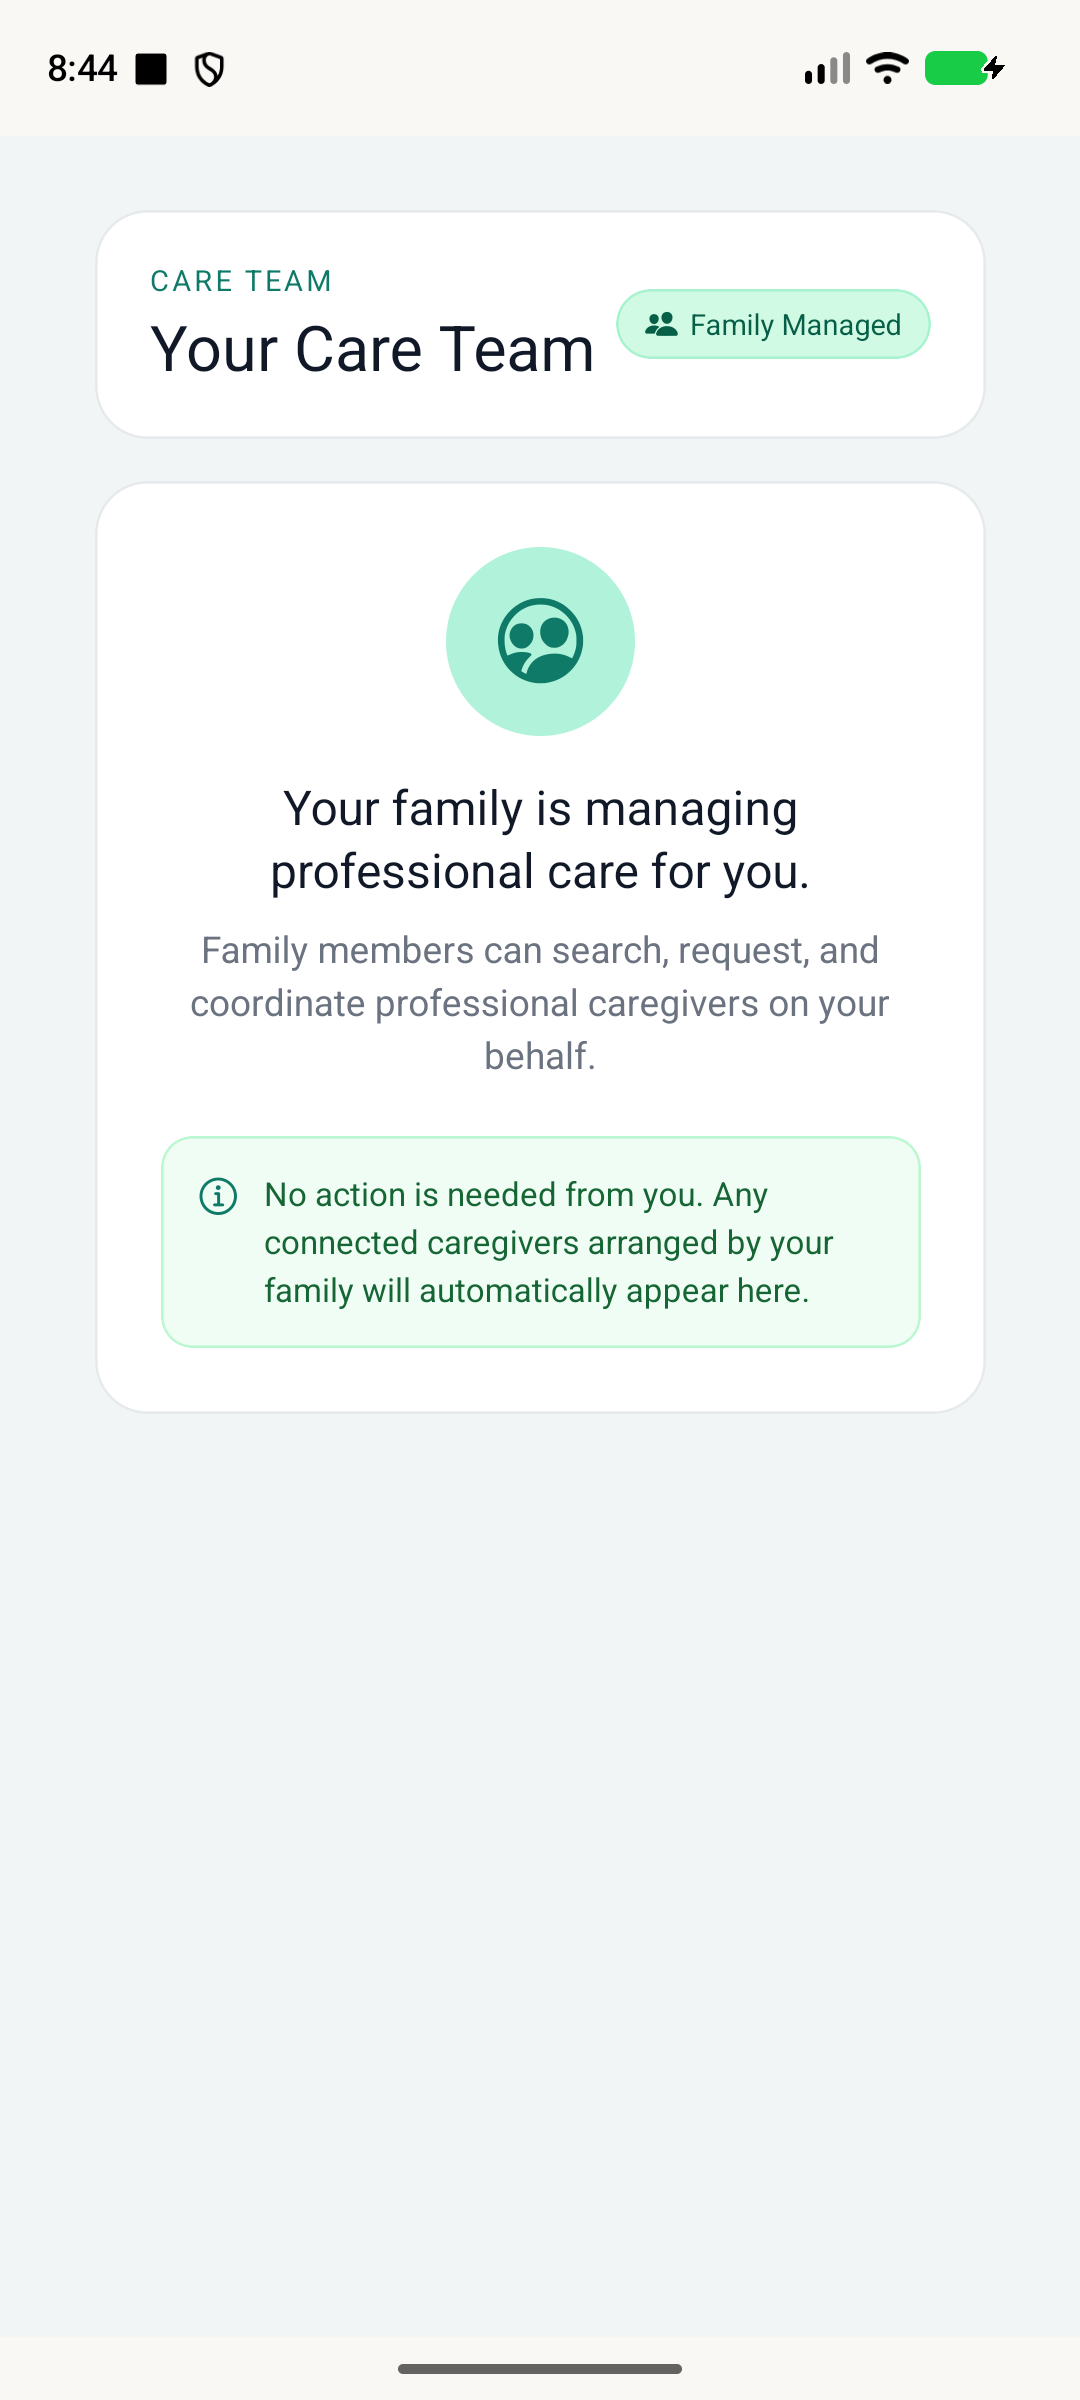 8:44
CARE TEAM
Your Care Team
Family Managed
Your family is managing
professional care for you.
Family members can search, request, and
coordinate professional caregivers on your
behalf.
No action is needed from you. Any
connected caregivers arranged by your
family will automatically appear here.